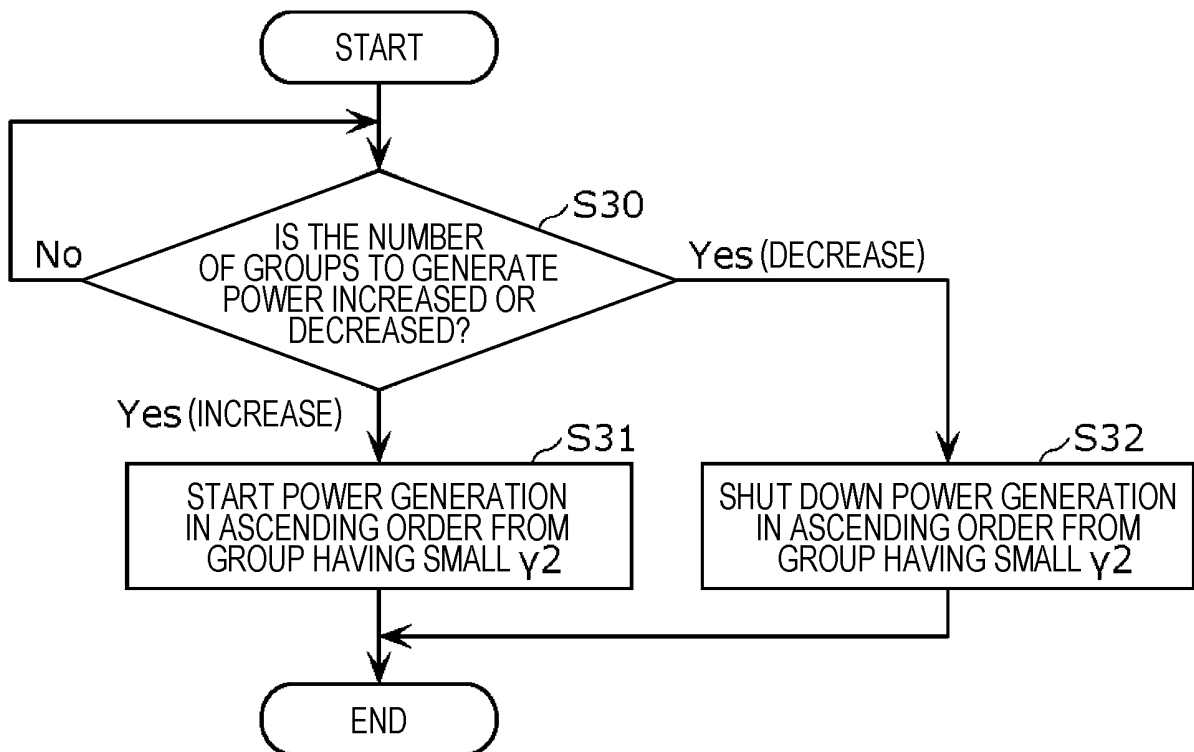 START
S30
IS THE NUMBER
OF GROUPS TO GENERATE
POWER INCREASED OR
DECREASED?
No
Yes (DECREASE)
Yes (INCREASE)
S31
START POWER GENERATION
IN ASCENDING ORDER FROM
GROUP HAVING SMALL γ2
S32
SHUT DOWN POWER GENERATION
IN ASCENDING ORDER FROM
GROUP HAVING SMALL γ2
END